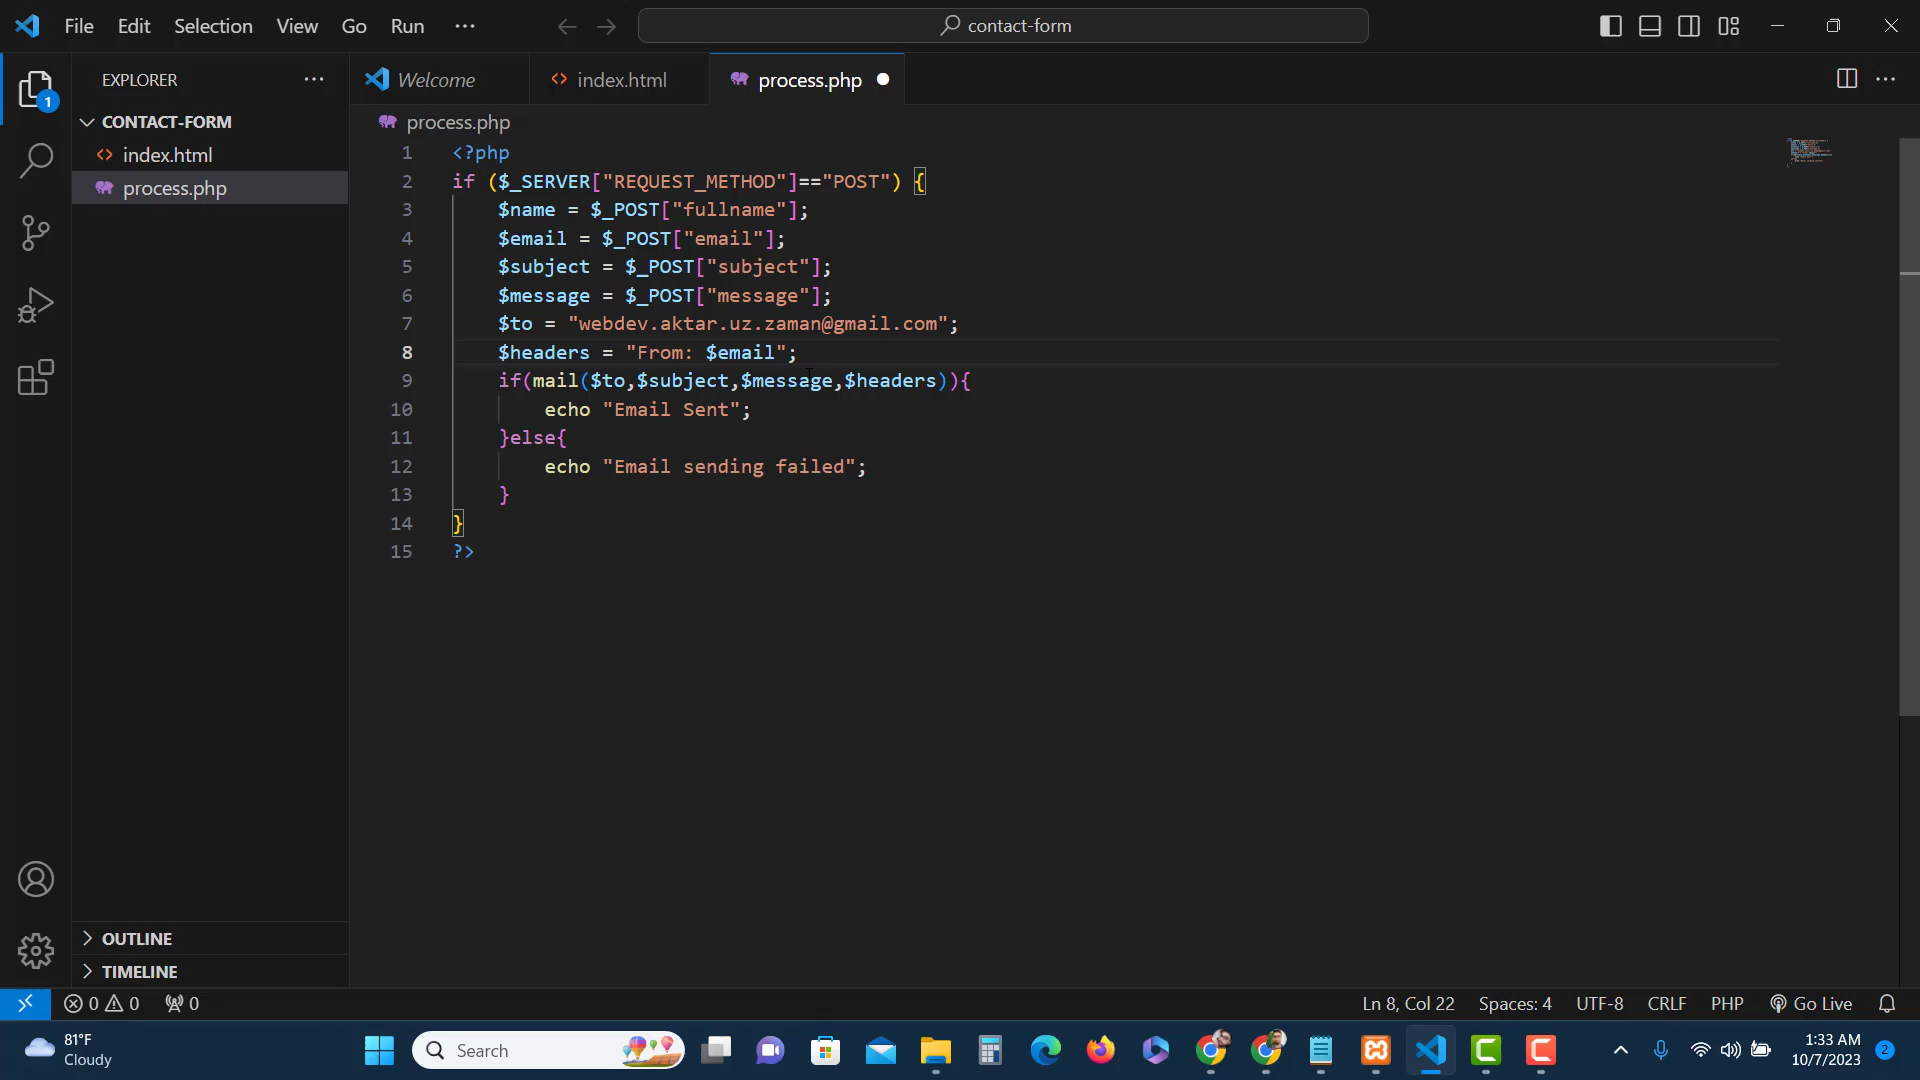 File Edit Selection View Go Run ···
contact-form
EXPLORER ···
Welcome
index.html
process.php
1
CONTACT-FORM
index.html
process.php
process.php
1 <?php
2 if ($_SERVER["REQUEST_METHOD"]=="POST") {
3 $name = $_POST["fullname"];
4 $email = $_POST["email"];
5 $subject = $_POST["subject"];
6 $message = $_POST["message"];
7 $to = "webdev.aktar.uz.zaman@gmail.com";
8 $headers = "From: $email";
9 if(mail($to,$subject,$message,$headers)){
10 echo "Email Sent";
11 }else{
12 echo "Email sending failed";
13 }
14 }
15 ?>
OUTLINE
TIMELINE
0 0 0 Ln 8, Col 22 Spaces: 4 UTF-8 CRLF PHP Go Live
81°F
Cloudy
Search
1:33 AM
10/7/2023
2